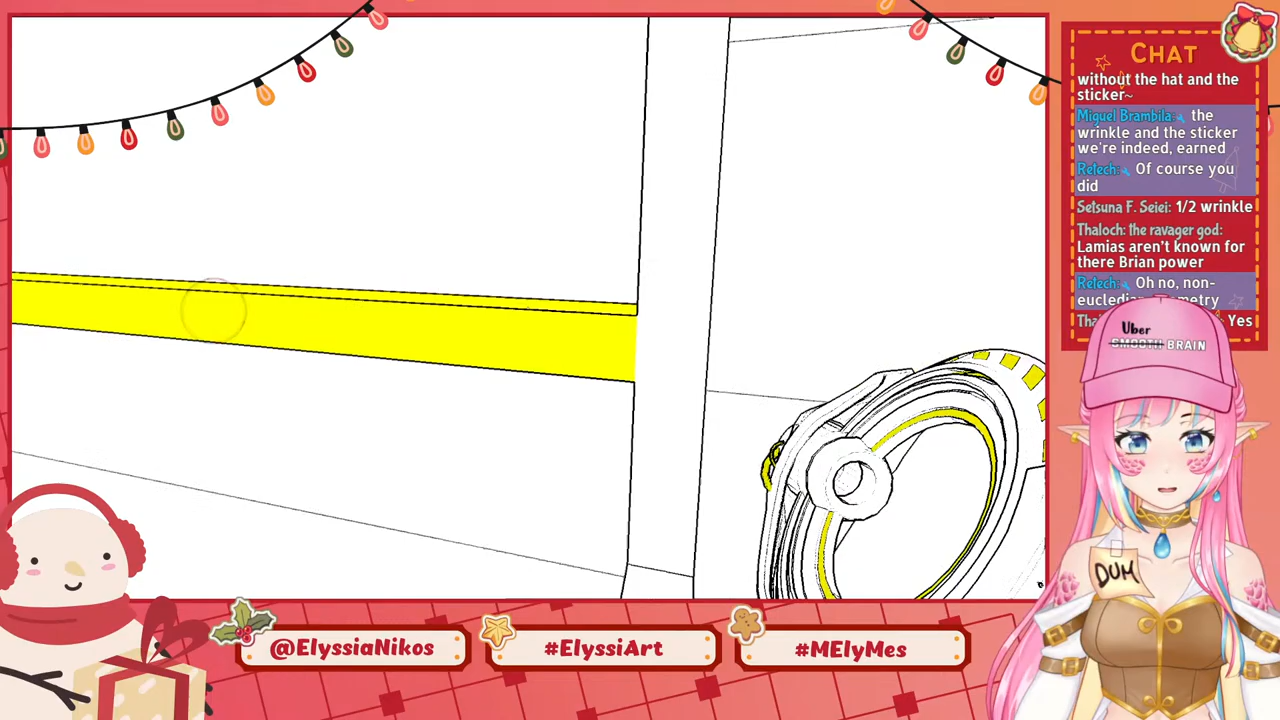 CHAT
without the hat and the
sticker~
Miguel Brambila: the
wrinkle and the sticker
we're indeed, earned
Relech: Of course you
did
Setsuna F. Seiei: 1/2 wrinkle
Thaloch: the ravager god:
Lamias aren't known for
there Brian power
Relech: Oh no, non-
Yes
Uber
SMOOTH BRAIN
DUM
@ElyssiaNikos
#ElyssiArt
#MElyMes